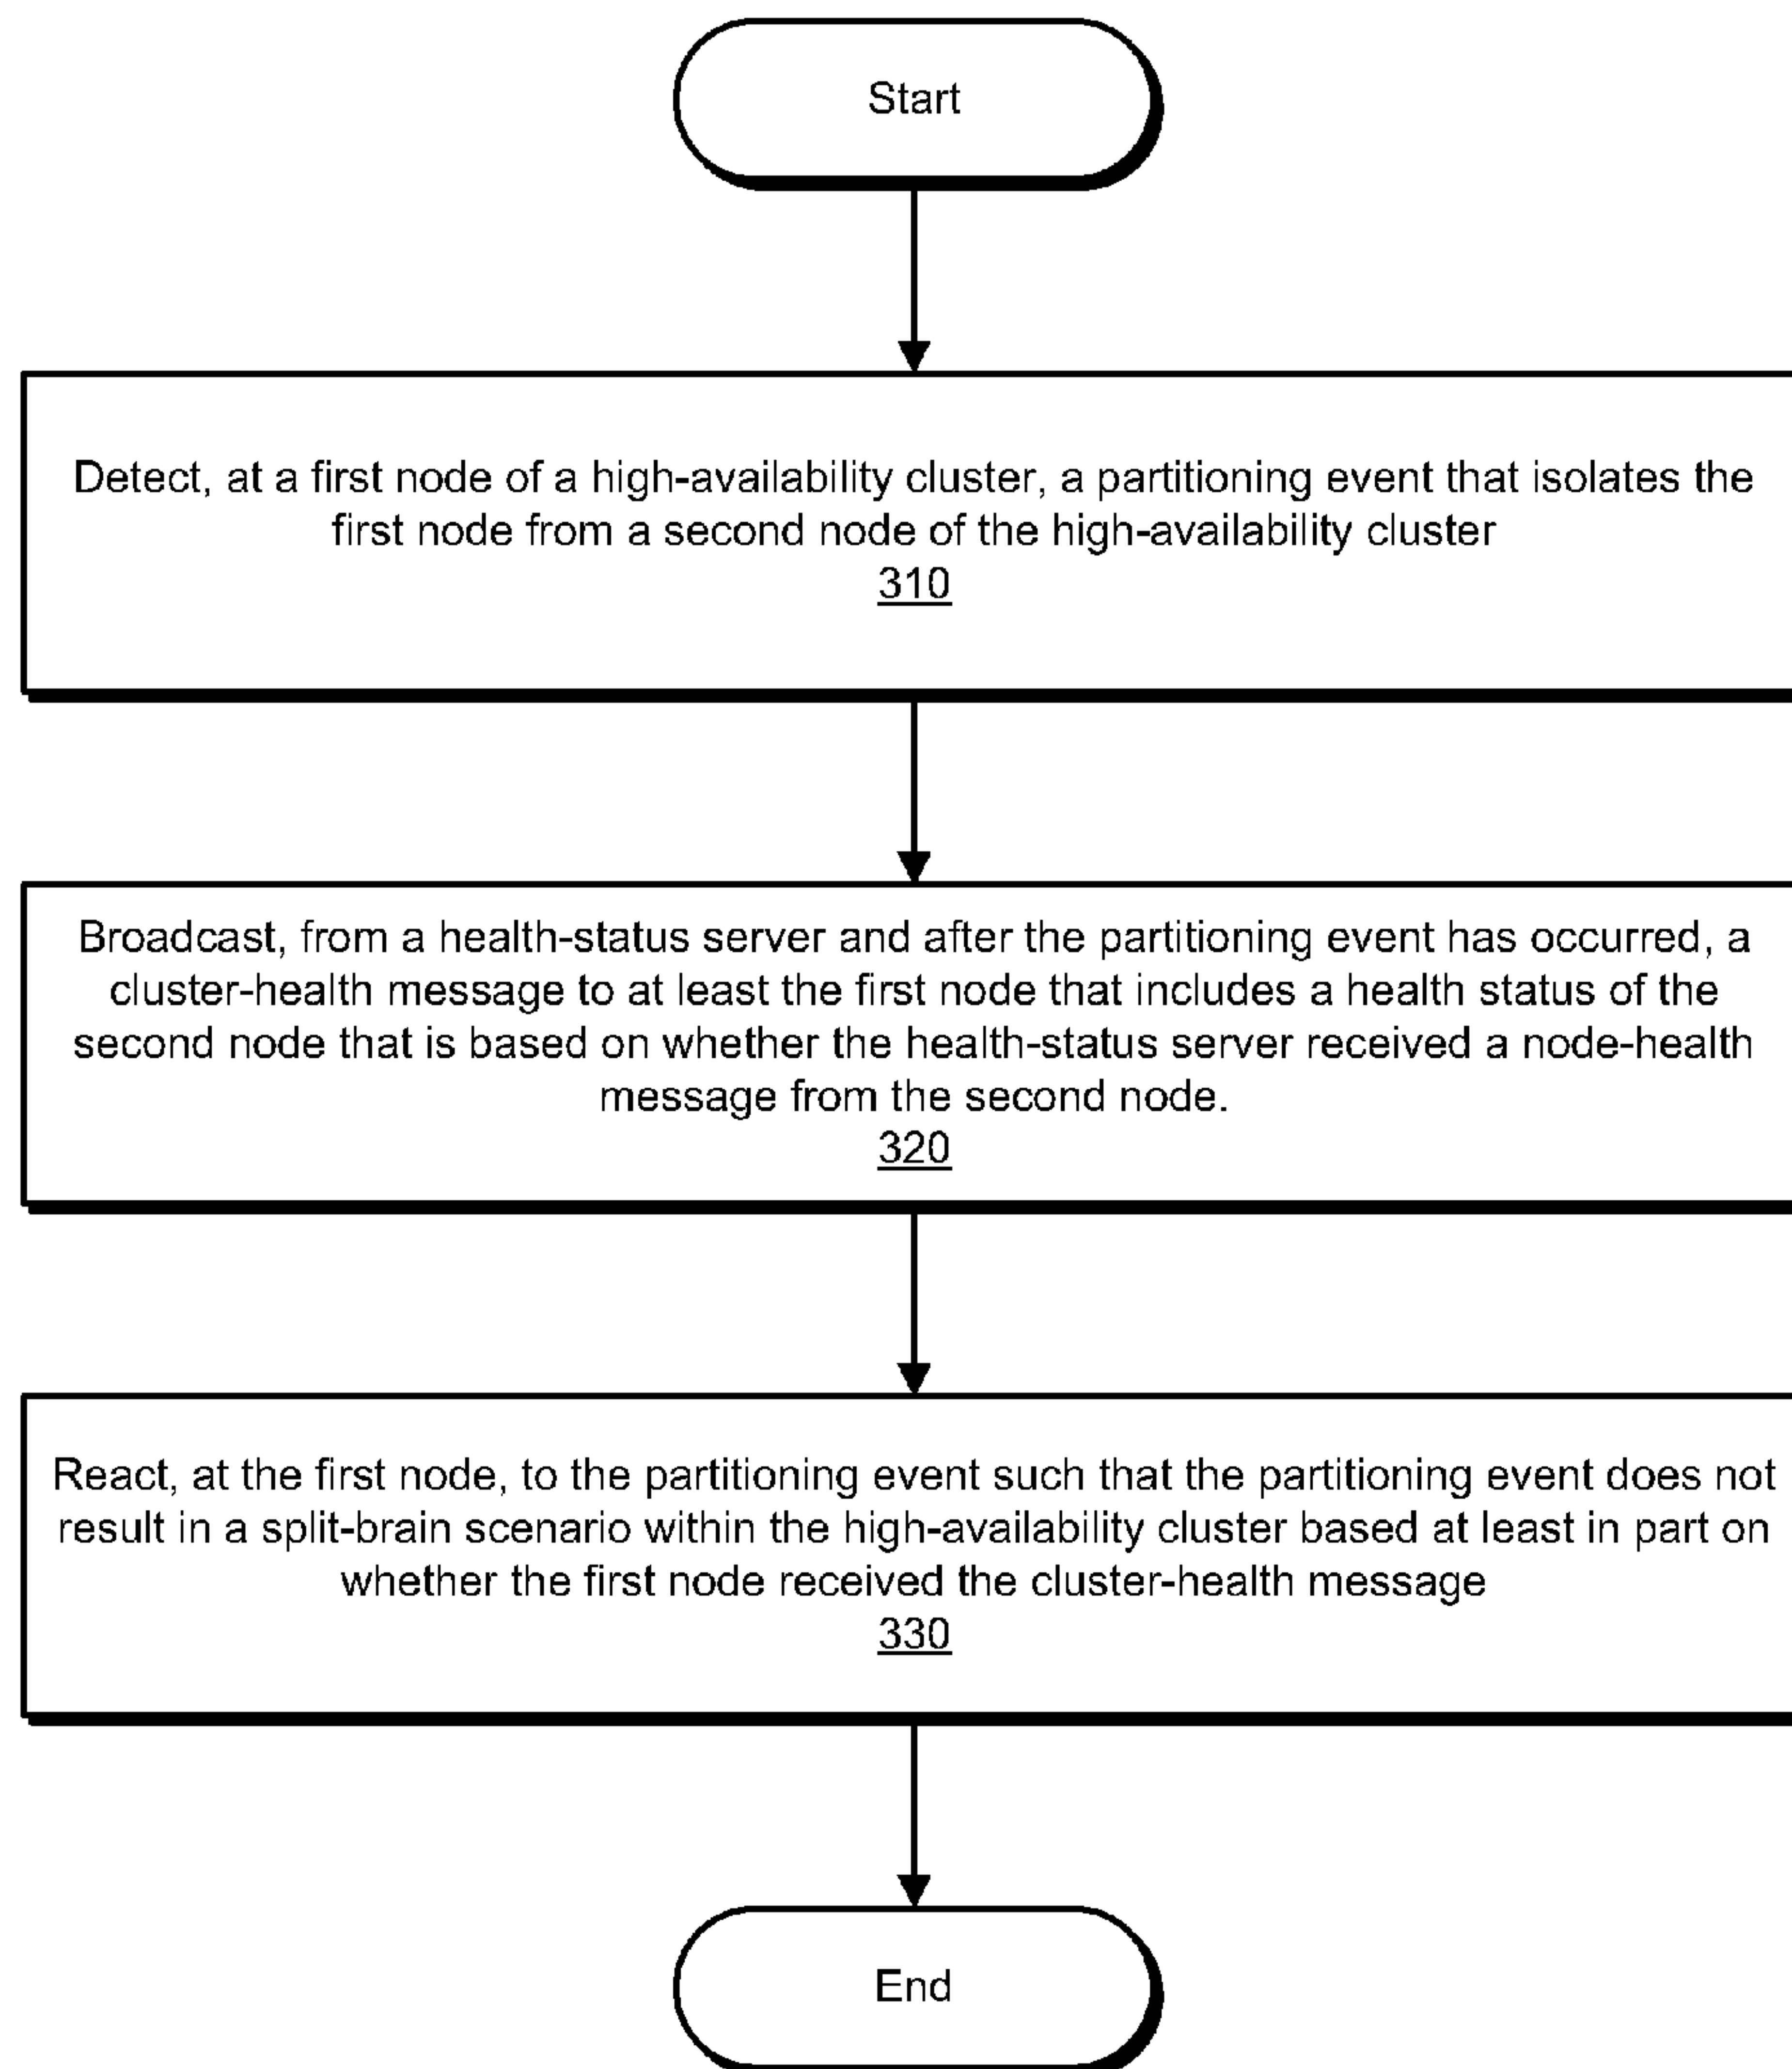 Start
Detect, at a first node of a high-availability cluster, a partitioning event that isolates the
first node from a second node of the high-availability cluster
310
Broadcast, from a health-status server and after the partitioning event has occurred, a
cluster-health message to at least the first node that includes a health status of the
second node that is based on whether the health-status server received a node-health
message from the second node.
320
React, at the first node, to the partitioning event such that the partitioning event does not
result in a split-brain scenario within the high-availability cluster based at least in part on
whether the first node received the cluster-health message
330
End